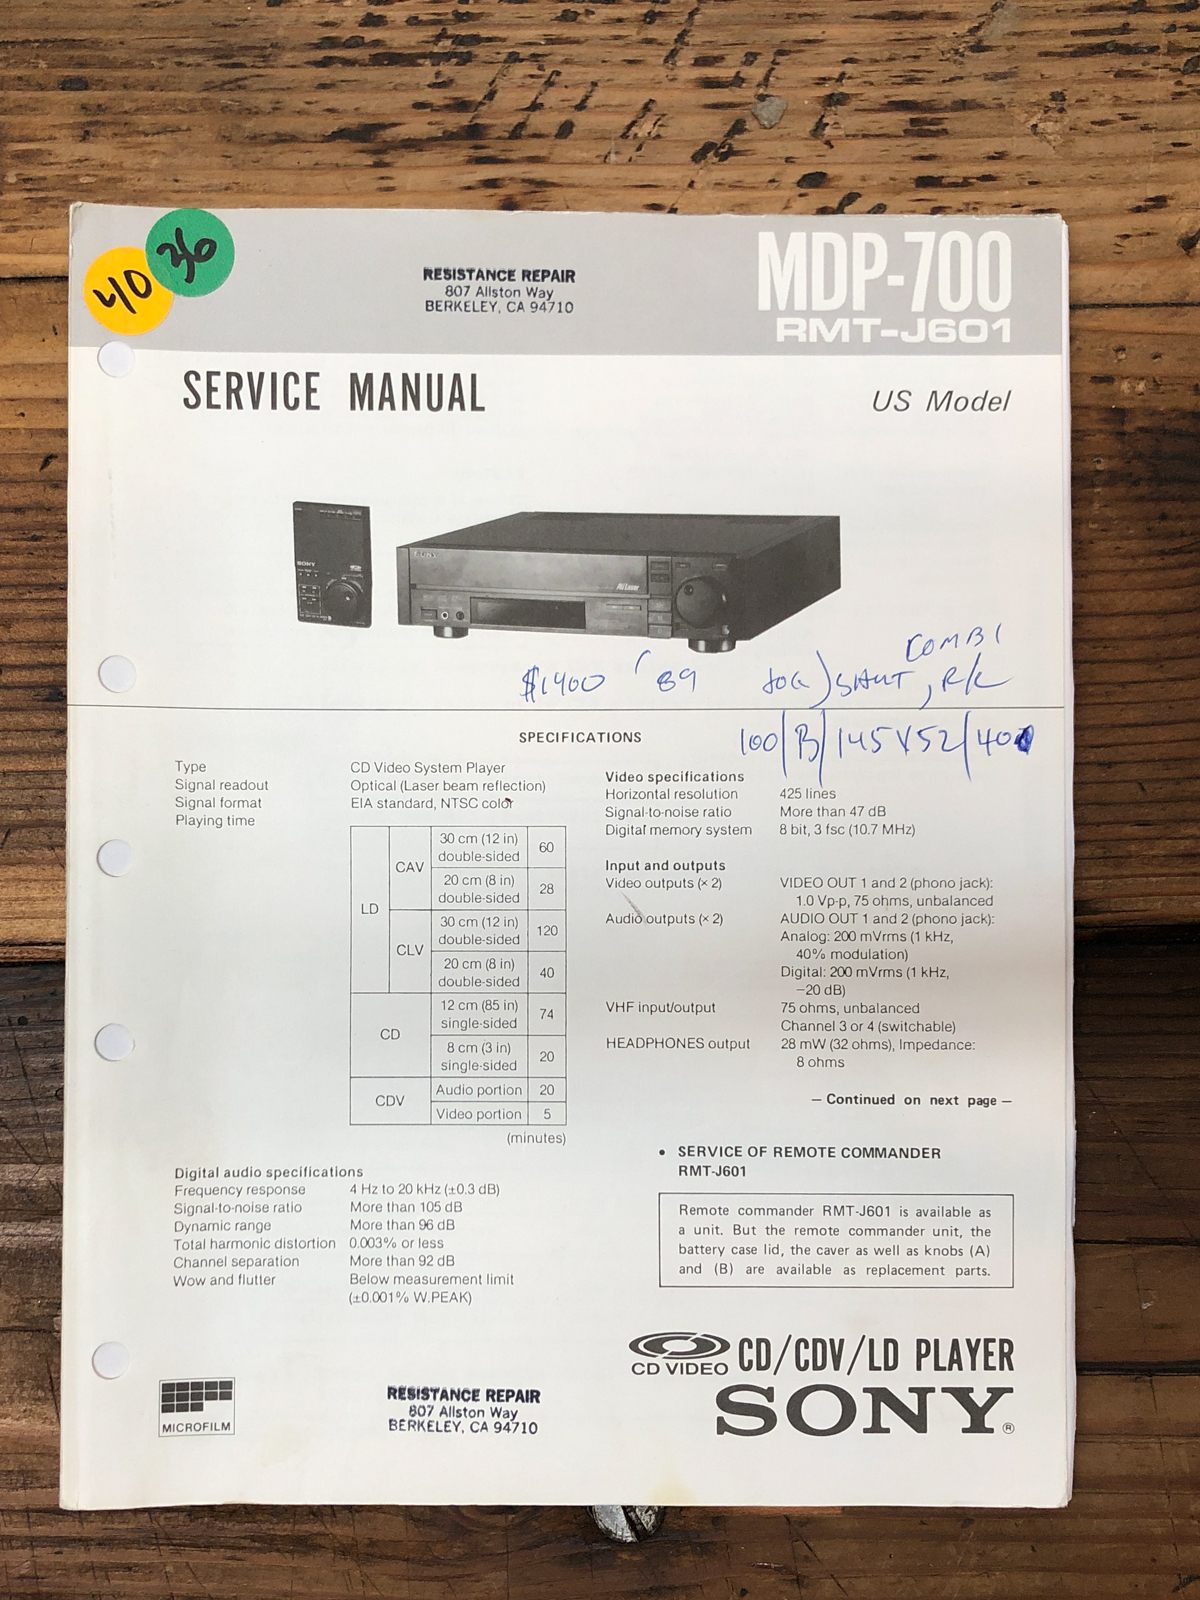 40
36
RESISTANCE REPAIR
807 Allston Way
BERKELEY, CA 94710
MDP-700
RMT-J601
SERVICE MANUAL
US Model
SONY
SONY
AV Laser
COMBI
$1400 '89 JOG) SHUT, R/C
100/B/145V52/400
SPECIFICATIONS
Type CD Video System Player
Signal readout Optical (Laser beam reflection)
Signal format EIA standard, NTSC color
Playing time
LD CAV 30 cm (12 in) double-sided 60
20 cm (8 in) double-sided 28
CLV 30 cm (12 in) double-sided 120
20 cm (8 in) double-sided 40
CD 12 cm (85 in) single-sided 74
8 cm (3 in) single-sided 20
CDV Audio portion 20
Video portion 5
(minutes)
Digital audio specifications
Frequency response 4 Hz to 20 kHz (±0.3 dB)
Signal-to-noise ratio More than 105 dB
Dynamic range More than 96 dB
Total harmonic distortion 0.003% or less
Channel separation More than 92 dB
Wow and flutter Below measurement limit
(±0.001% W.PEAK)
Video specifications
Horizontal resolution 425 lines
Signal-to-noise ratio More than 47 dB
Digital memory system 8 bit, 3 fsc (10.7 MHz)
Input and outputs
Video outputs (× 2) VIDEO OUT 1 and 2 (phono jack):
1.0 Vp-p, 75 ohms, unbalanced
Audio outputs (× 2) AUDIO OUT 1 and 2 (phono jack):
Analog: 200 mVrms (1 kHz,
40% modulation)
Digital: 200 mVrms (1 kHz,
−20 dB)
VHF input/output 75 ohms, unbalanced
Channel 3 or 4 (switchable)
HEADPHONES output 28 mW (32 ohms), Impedance:
8 ohms
— Continued on next page —
• SERVICE OF REMOTE COMMANDER
RMT-J601
Remote commander RMT-J601 is available as
a unit. But the remote commander unit, the
battery case lid, the caver as well as knobs (A)
and (B) are available as replacement parts.
CD VIDEO
CD/CDV/LD PLAYER
SONY®
MICROFILM
RESISTANCE REPAIR
807 Allston Way
BERKELEY, CA 94710